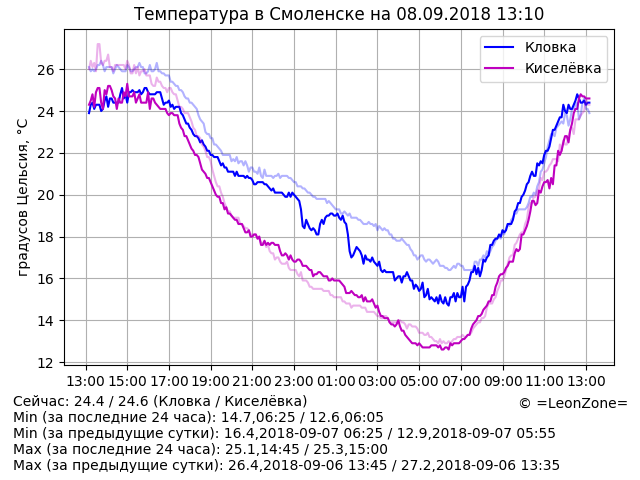 Температура в Смоленске на 08.09.2018 13:10
Кловка
Киселёвка
градусов Цельсия, °C
26
24
22
20
18
16
14
12
13:00 15:00 17:00 19:00 21:00 23:00 01:00 03:00 05:00 07:00 09:00 11:00 13:00
Сейчас: 24.4 / 24.6 (Кловка / Киселёвка)
© =LeonZone=
Min (за последние 24 часа): 14.7,06:25 / 12.6,06:05
Min (за предыдущие сутки): 16.4,2018-09-07 06:25 / 12.9,2018-09-07 05:55
Max (за последние 24 часа): 25.1,14:45 / 25.3,15:00
Max (за предыдущие сутки): 26.4,2018-09-06 13:45 / 27.2,2018-09-06 13:35